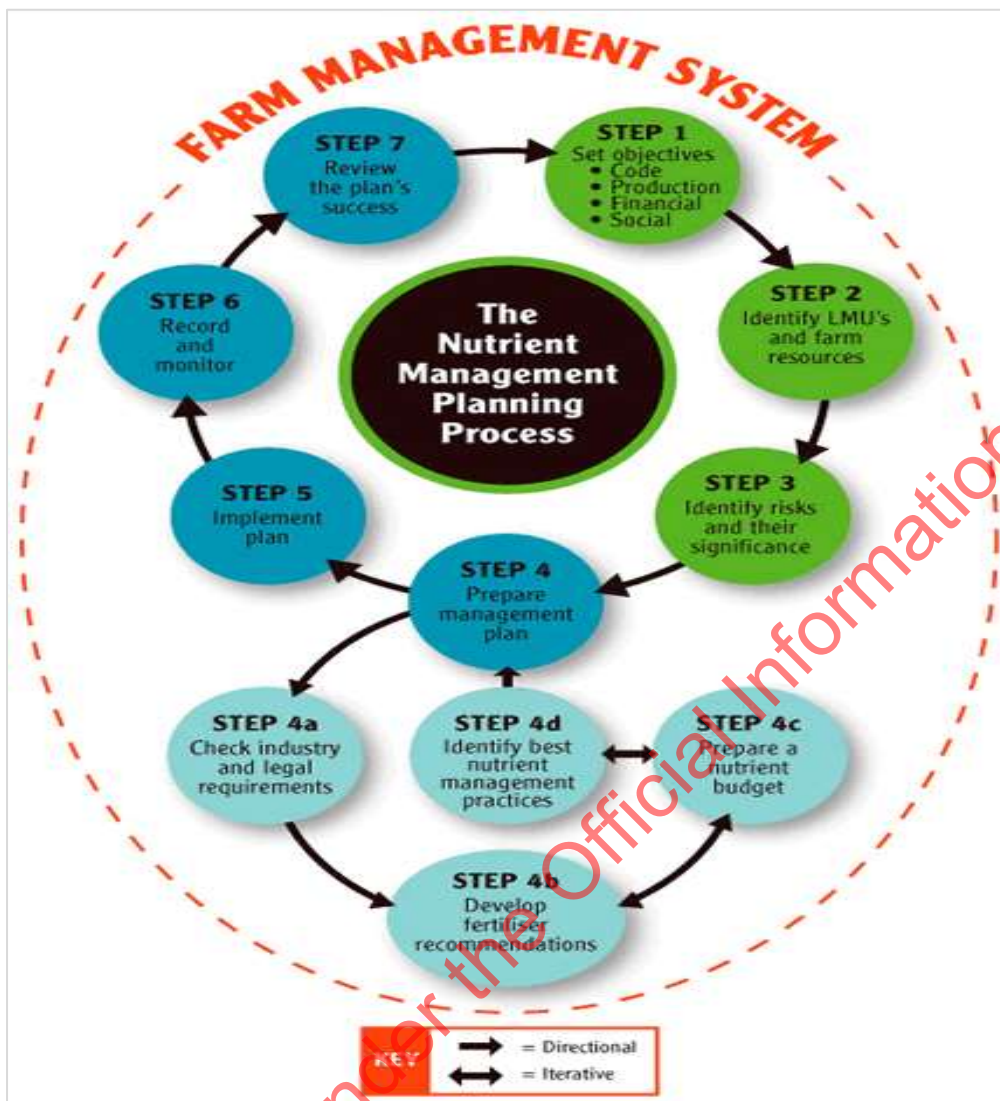 FARM MANAGEMENT SYSTEM
STEP 1
Set objectives
• Code
• Production
• Financial
• Social
STEP 2
Identify LMU's
and farm
resources
STEP 3
Identify risks
and their
significance
STEP 4
Prepare
management
plan
STEP 4a
Check industry
and legal
requirements
STEP 4b
Develop
fertiliser
recommendations
STEP 4c
Prepare a
nutrient
budget
STEP 4d
Identify best
nutrient
management
practices
STEP 5
Implement
plan
STEP 6
Record
and
monitor
STEP 7
Review
the plan's
success
The
Nutrient
Management
Planning
Process
KEY
= Directional
= Iterative
under the Official Information